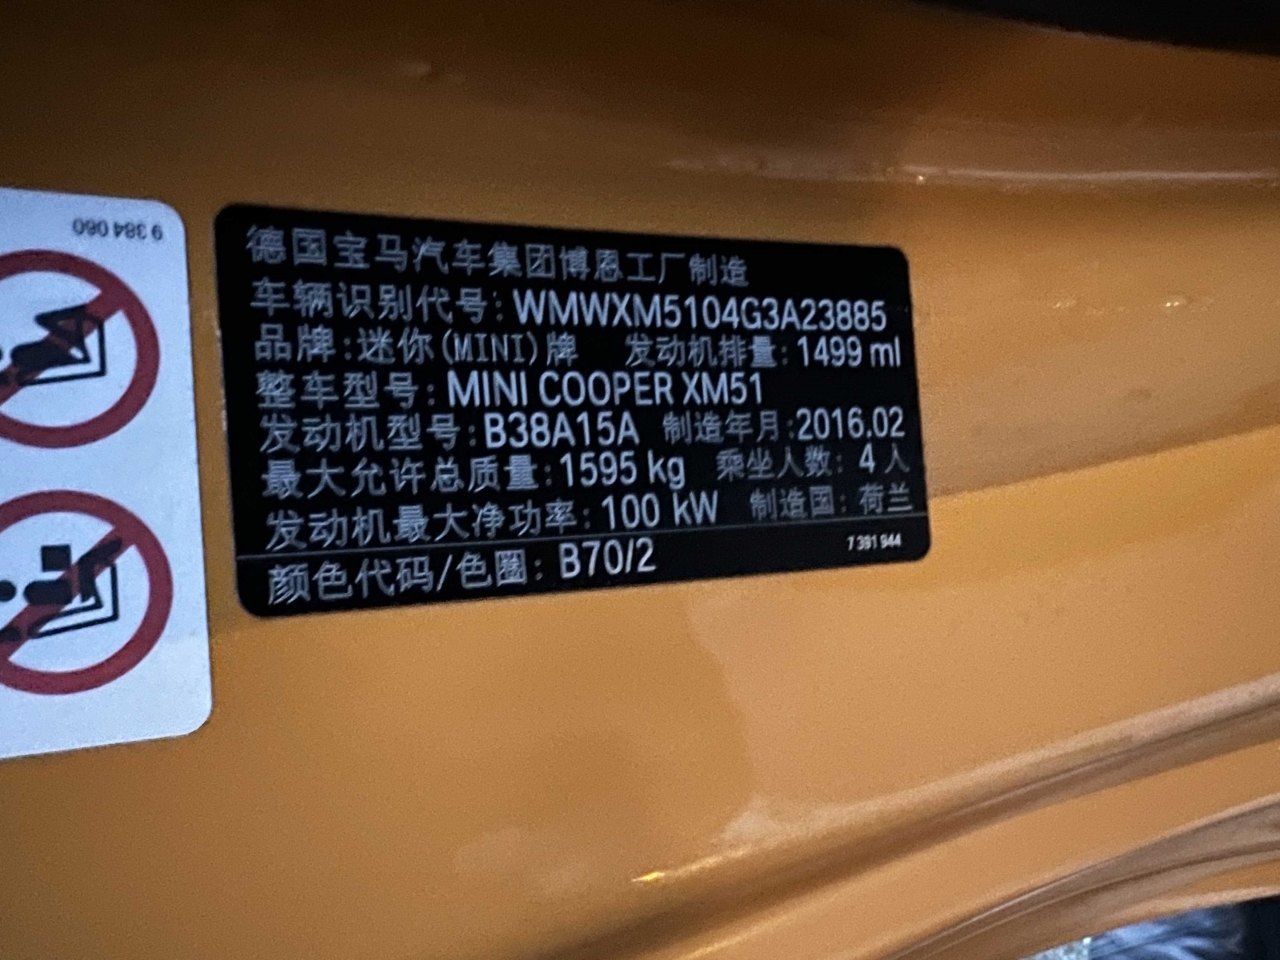 9 384 060
德国宝马汽车集团博恩工厂制造
车辆识别代号: WMWXM5104G3A23885
品牌:迷你(MINI)牌 发动机排量: 1499 ml
整车型号: MINI COOPER XM51
发动机型号: B38A15A 制造年月:2016.02
最大允许总质量: 1595 kg 乘坐人数: 4人
发动机最大净功率: 100 kW 制造国: 荷兰
7 391 944
颜色代码/色圈: B70/2